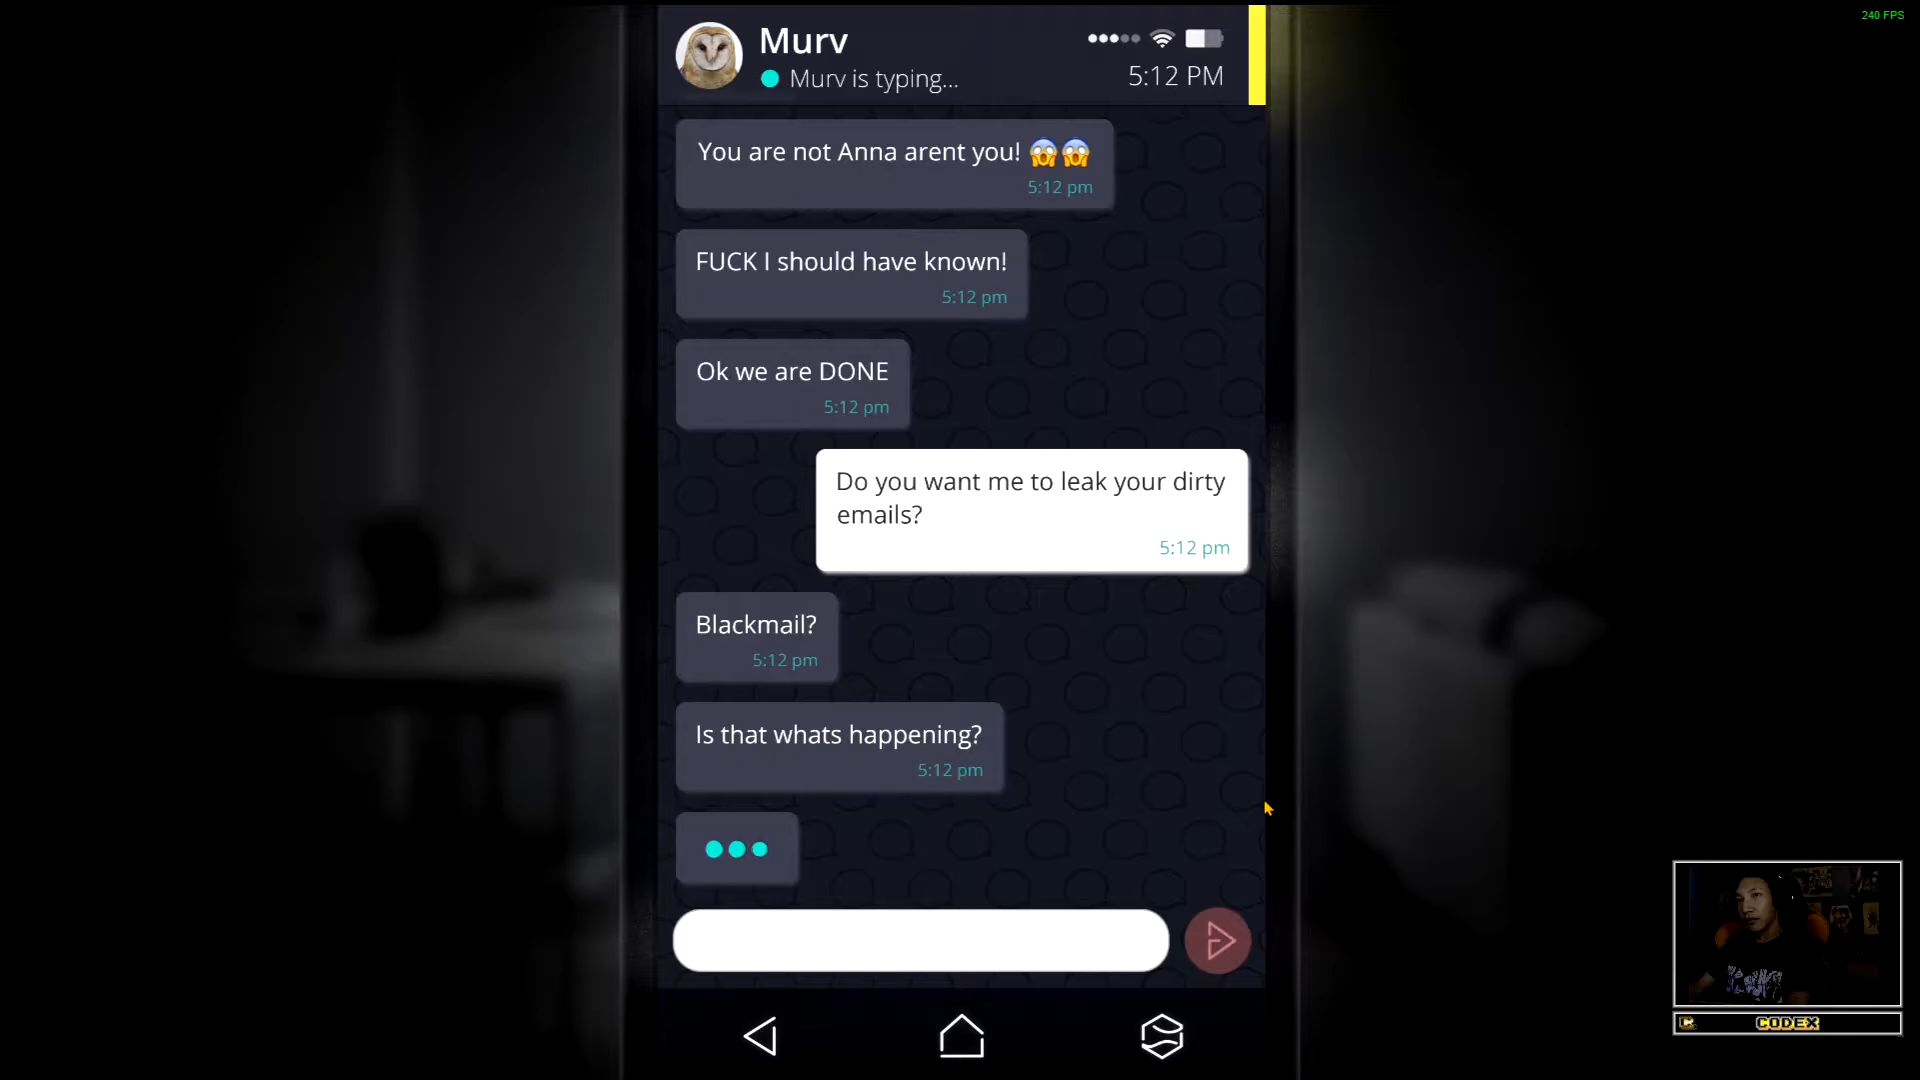 240 FPS
Murv
Murv is typing...
5:12 PM
You are not Anna arent you! 😱😱
5:12 pm
FUCK I should have known!
5:12 pm
Ok we are DONE
5:12 pm
Do you want me to leak your dirty
emails?
5:12 pm
Blackmail?
5:12 pm
Is that whats happening?
5:12 pm
CODEX